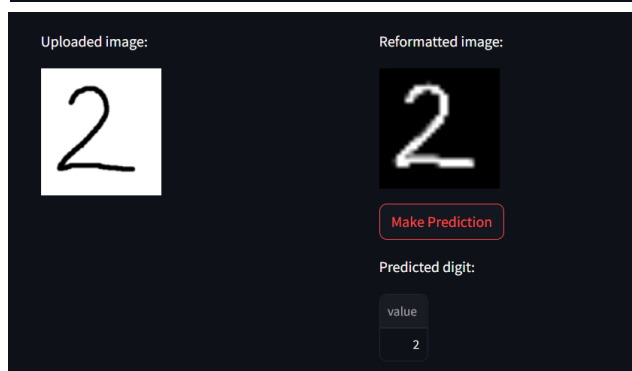 Uploaded image:
2
Reformatted image:
2
Make Prediction
Predicted digit:
value
2